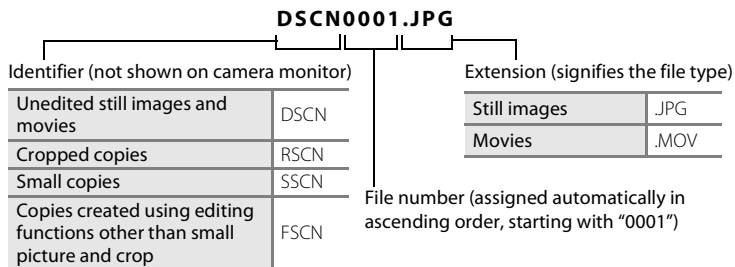 DSCN0001.JPG
Identifier (not shown on camera monitor)
Unedited still images and
movies
DSCN
Cropped copies
RSCN
Small copies
SSCN
Copies created using editing
functions other than small
picture and crop
FSCN
Extension (signifies the file type)
Still images
.JPG
Movies
.MOV
File number (assigned automatically in
ascending order, starting with “0001”)